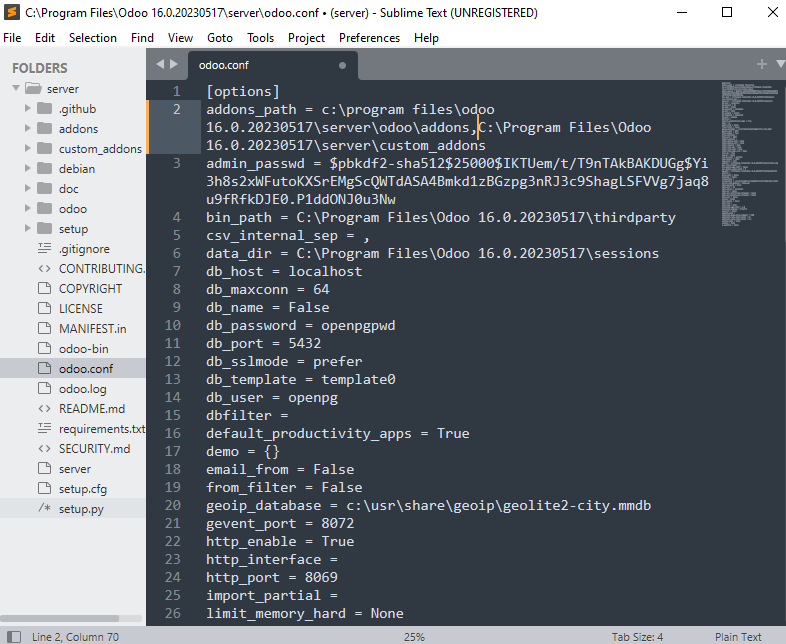 C:\Program Files\Odoo 16.0.20230517\server\odoo.conf • (server) - Sublime Text (UNREGISTERED)
File Edit Selection Find View Goto Tools Project Preferences Help
FOLDERS
server
.github
addons
custom_addons
debian
doc
odoo
setup
.gitignore
CONTRIBUTING.
COPYRIGHT
LICENSE
MANIFEST.in
odoo-bin
odoo.conf
odoo.log
README.md
requirements.txt
SECURITY.md
server
setup.cfg
setup.py
odoo.conf
1 [options]
2 addons_path = c:\program files\odoo
16.0.20230517\server\odoo\addons,C:\Program Files\Odoo
16.0.20230517\server\custom_addons
3 admin_passwd = $pbkdf2-sha512$25000$IKTUem/t/T9nTAkBAKDUGg$Yi
3h8s2xWFutoKXSrEMgScQWTdASA4Bmkd1zBGzpg3nRJ3c9ShagLSFVVg7jaq8
u9fRfkDJE0.P1ddONJ0u3Nw
4 bin_path = C:\Program Files\Odoo 16.0.20230517\thirdparty
5 csv_internal_sep = ,
6 data_dir = C:\Program Files\Odoo 16.0.20230517\sessions
7 db_host = localhost
8 db_maxconn = 64
9 db_name = False
10 db_password = openpgpwd
11 db_port = 5432
12 db_sslmode = prefer
13 db_template = template0
14 db_user = openpg
15 dbfilter =
16 default_productivity_apps = True
17 demo = {}
18 email_from = False
19 from_filter = False
20 geoip_database = c:\usr\share\geoip\geolite2-city.mmdb
21 gevent_port = 8072
22 http_enable = True
23 http_interface =
24 http_port = 8069
25 import_partial =
26 limit_memory_hard = None
Line 2, Column 70 25% Tab Size: 4 Plain Text